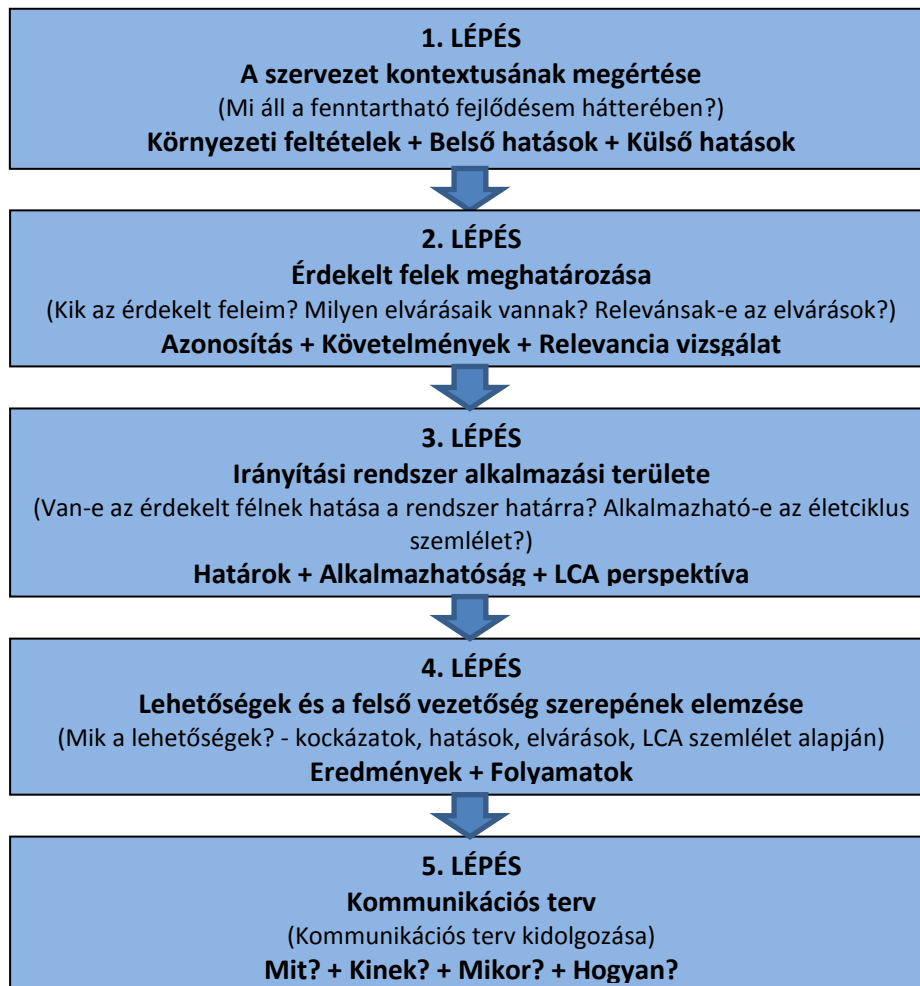 1. LÉPÉS
A szervezet kontextusának megértése
(Mi áll a fenntartható fejlődésem hátterében?)
Környezeti feltételek + Belső hatások + Külső hatások
2. LÉPÉS
Érdekelt felek meghatározása
(Kik az érdekelt feleim? Milyen elvárásaik vannak? Relevánsak-e az elvárások?)
Azonosítás + Követelmények + Relevancia vizsgálat
3. LÉPÉS
Irányítási rendszer alkalmazási területe
(Van-e az érdekelt félnek hatása a rendszer határra? Alkalmazható-e az életciklus
szemlélet?)
Határok + Alkalmazhatóság + LCA perspektíva
4. LÉPÉS
Lehetőségek és a felső vezetőség szerepének elemzése
(Mik a lehetőségek? - kockázatok, hatások, elvárások, LCA szemlélet alapján)
Eredmények + Folyamatok
5. LÉPÉS
Kommunikációs terv
(Kommunikációs terv kidolgozása)
Mit? + Kinek? + Mikor? + Hogyan?